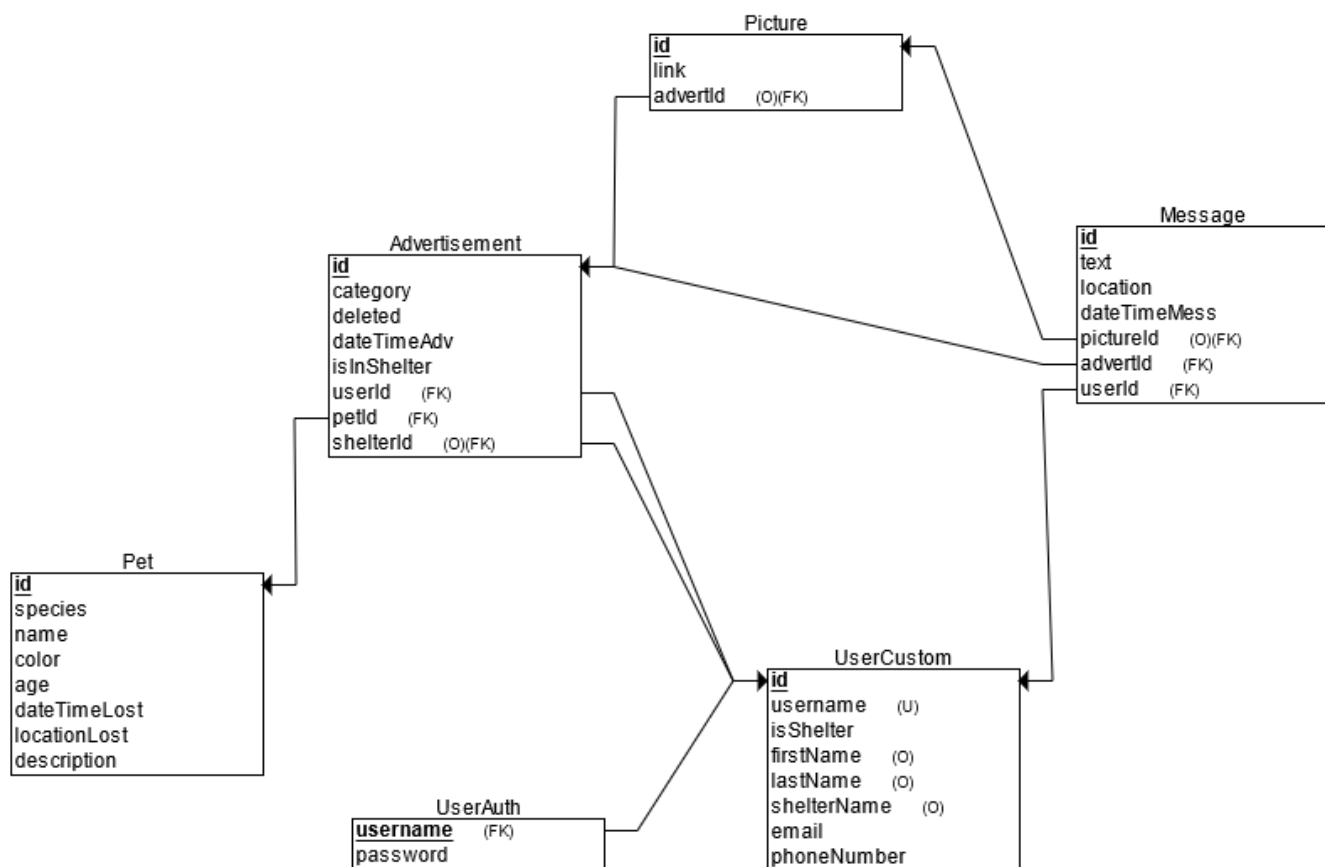 Picture
id
link
advertId (O)(FK)
Message
id
text
location
dateTimeMess
pictureId (O)(FK)
advertId (FK)
userId (FK)
Advertisement
id
category
deleted
dateTimeAdv
isInShelter
userId (FK)
petId (FK)
shelterId (O)(FK)
Pet
id
species
name
color
age
dateTimeLost
locationLost
description
UserCustom
id
username (U)
isShelter
firstName (O)
lastName (O)
shelterName (O)
email
phoneNumber
UserAuth
username (FK)
password